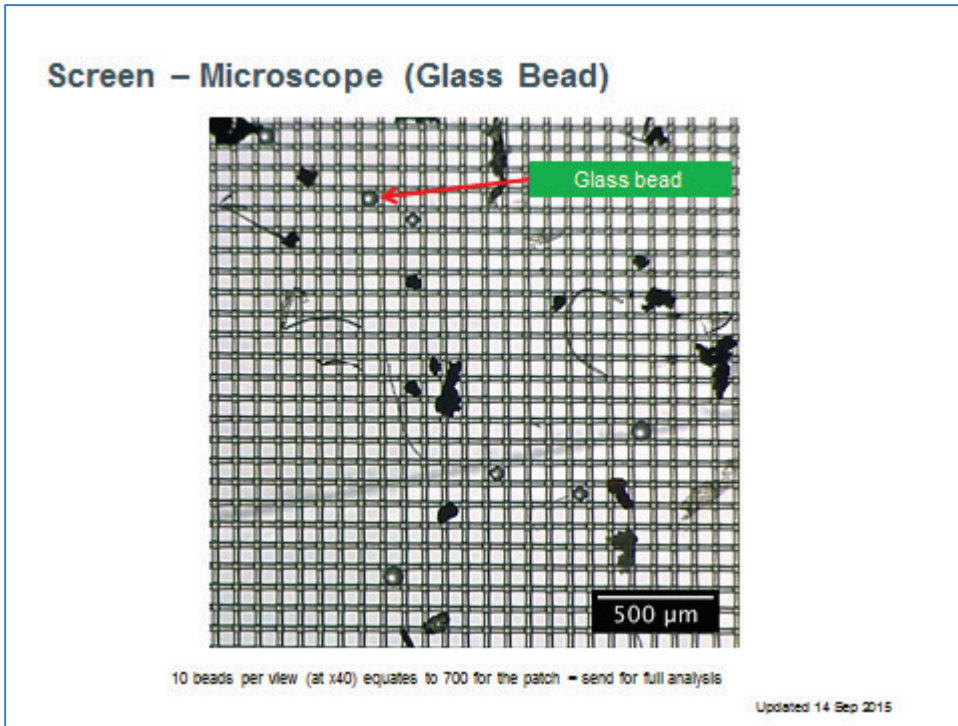 Screen – Microscope (Glass Bead)
Glass bead
500 µm
10 beads per view (at x40) equates to 700 for the patch – send for full analysis
Updated 14 Sep 2015